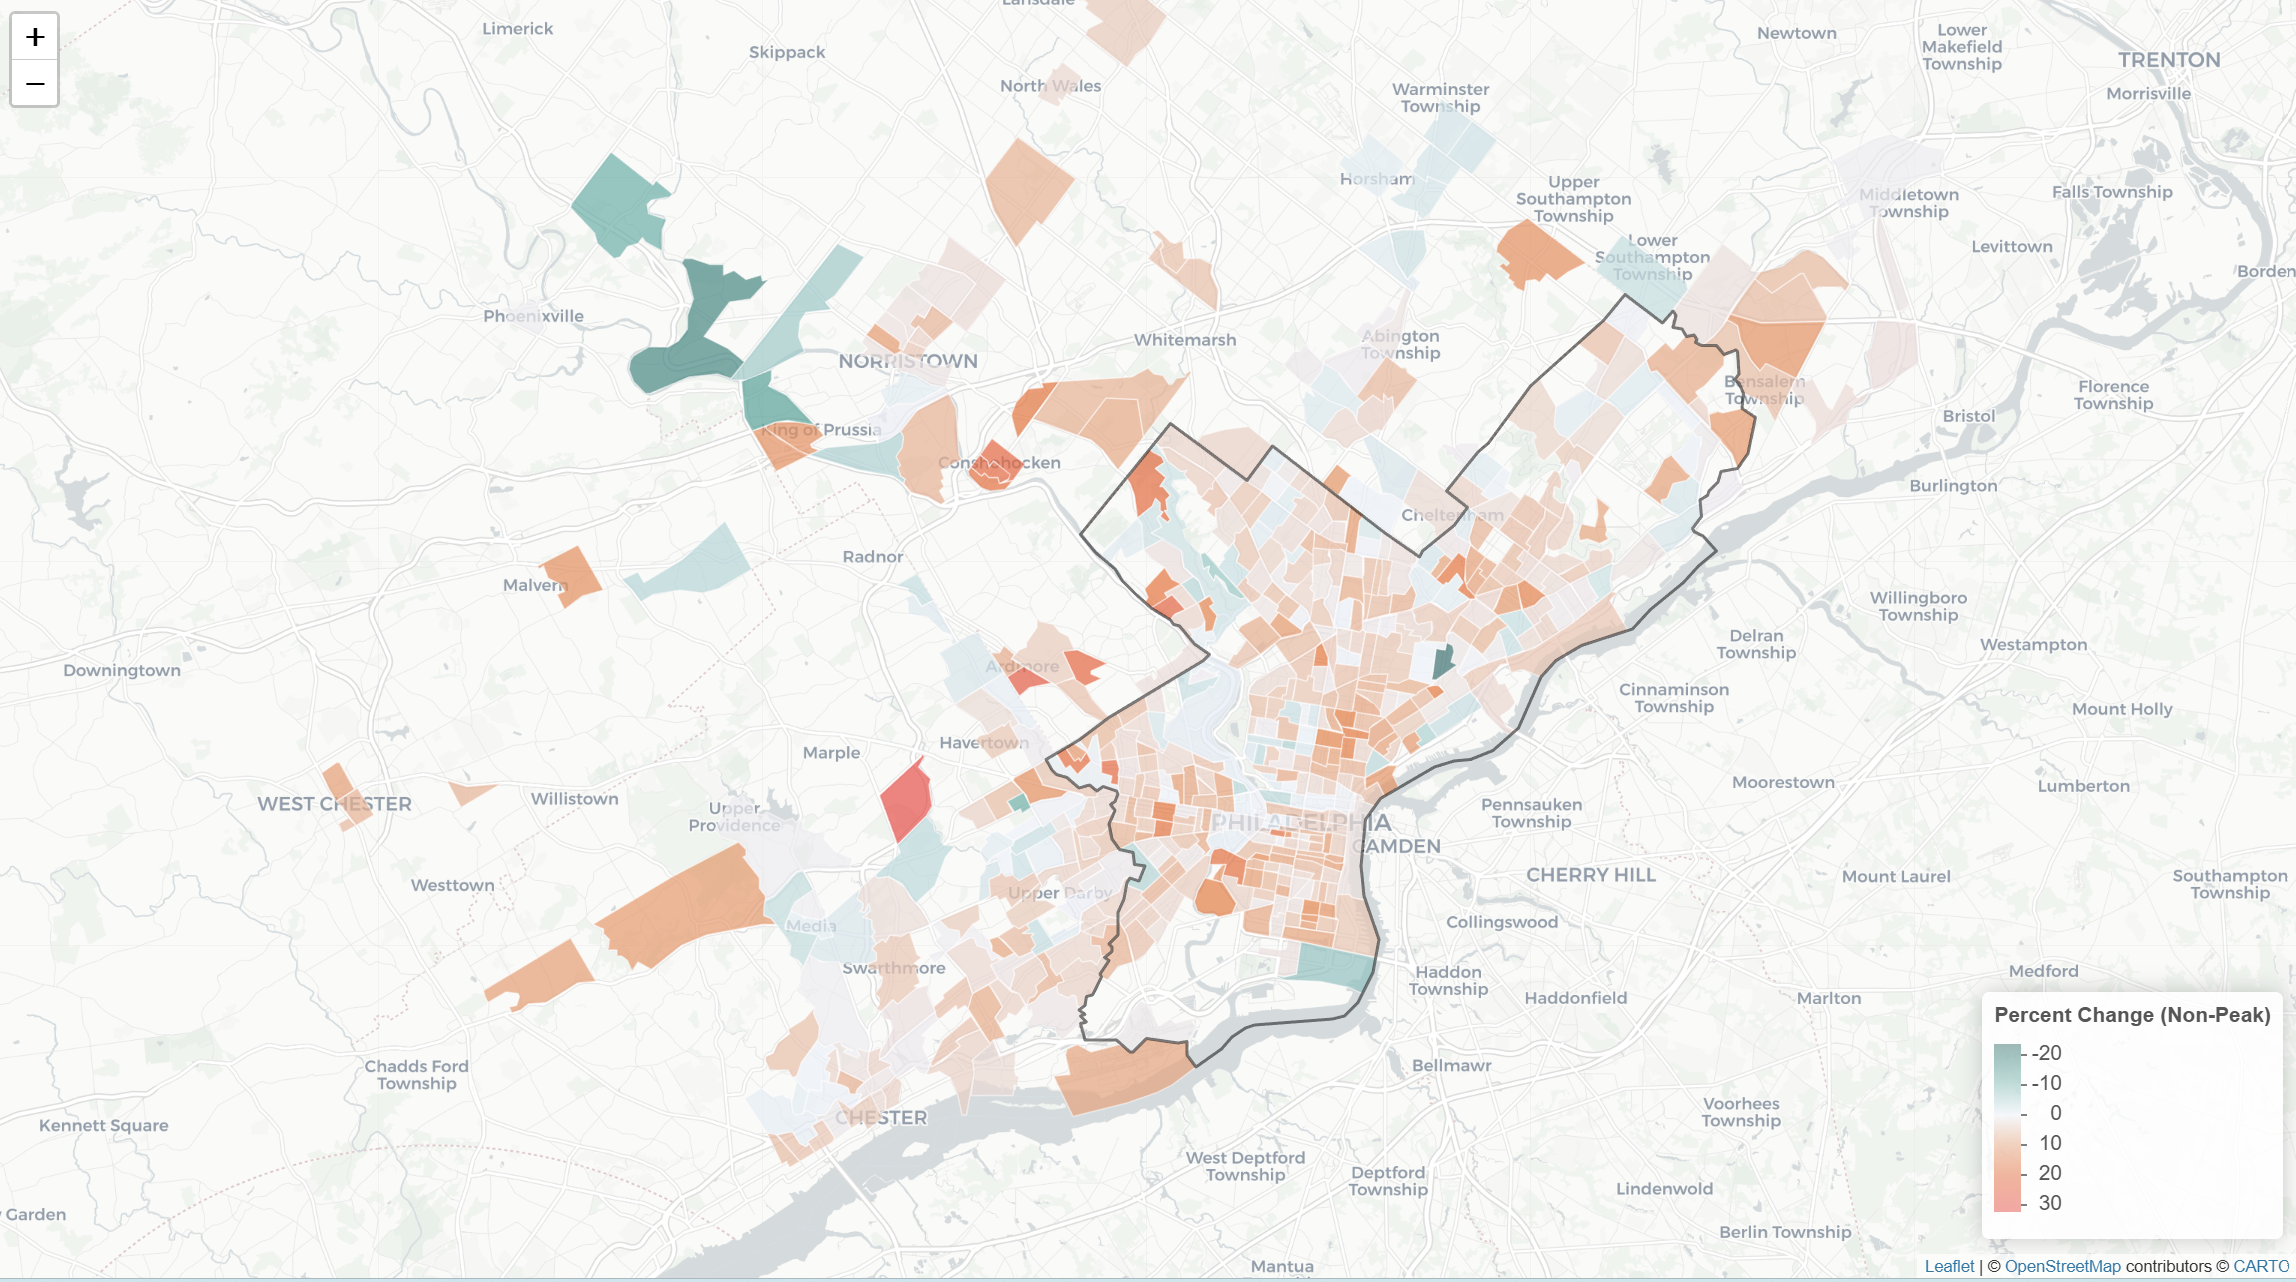 +
−
Limerick
Skippack
Lansdale
North Wales
Warminster
Township
Newtown
Lower
Makefield
Township
TRENTON
Morrisville
Horsham
Upper
Southampton
Township
Middletown
Township
Falls Township
Levittown
Lower
Southampton
Township
Borden
Phoenixville
NORRISTOWN
Whitemarsh
Abington
Township
Bensalem
Township
Florence
Township
Bristol
King of Prussia
Conshohocken
Burlington
Cheltenham
Radnor
Malvern
Willingboro
Township
Delran
Township
Westampton
Downingtown
Ardmore
Cinnaminson
Township
Mount Holly
Marple
Havertown
Moorestown
Lumberton
WEST CHESTER
Willistown
Upper
Providence
PHILADELPHIA
Pennsauken
Township
CAMDEN
CHERRY HILL
Mount Laurel
Southampton
Township
Westtown
Upper Darby
Media
Collingswood
Swarthmore
Haddon
Township
Haddonfield
Marlton
Medford
Chadds Ford
Township
Bellmawr
Kennett Square
CHESTER
Voorhees
Township
West Deptford
Township
Deptford
Township
Lindenwold
Garden
Berlin Township
Mantua
Percent Change (Non-Peak)
-20
-10
0
10
20
30
Leaflet | © OpenStreetMap contributors © CARTO